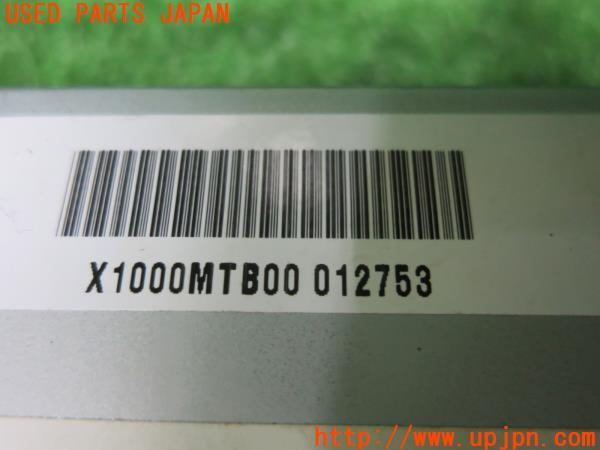 USED PARTS JAPAN
X1000MTB00 012753
http://www.upjpn.com/